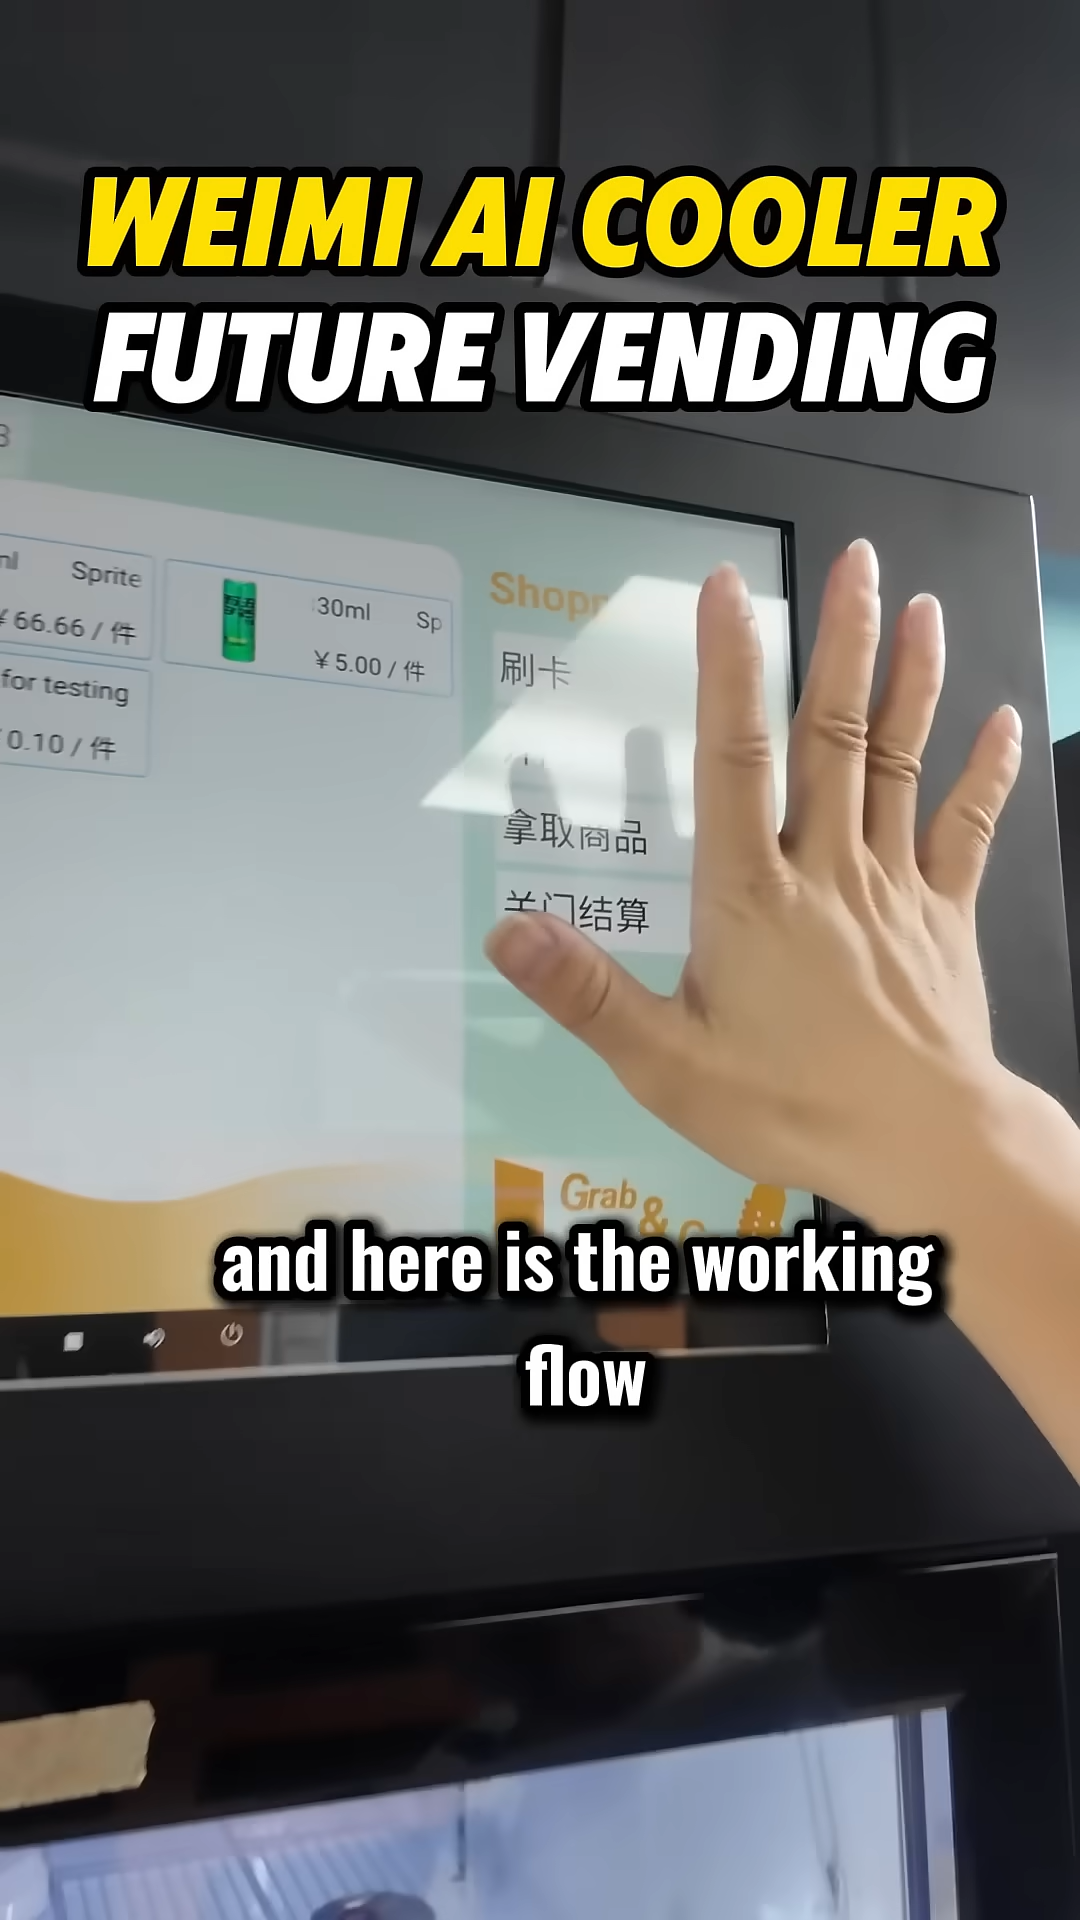 WEIMI AI COOLER
FUTURE VENDING
Sprite
¥66.66 / 件
30ml
Sp
¥5.00 / 件
for testing
0.10 / 件
刷卡
拿取商品
关门结算
Grab
&
and here is the working
flow